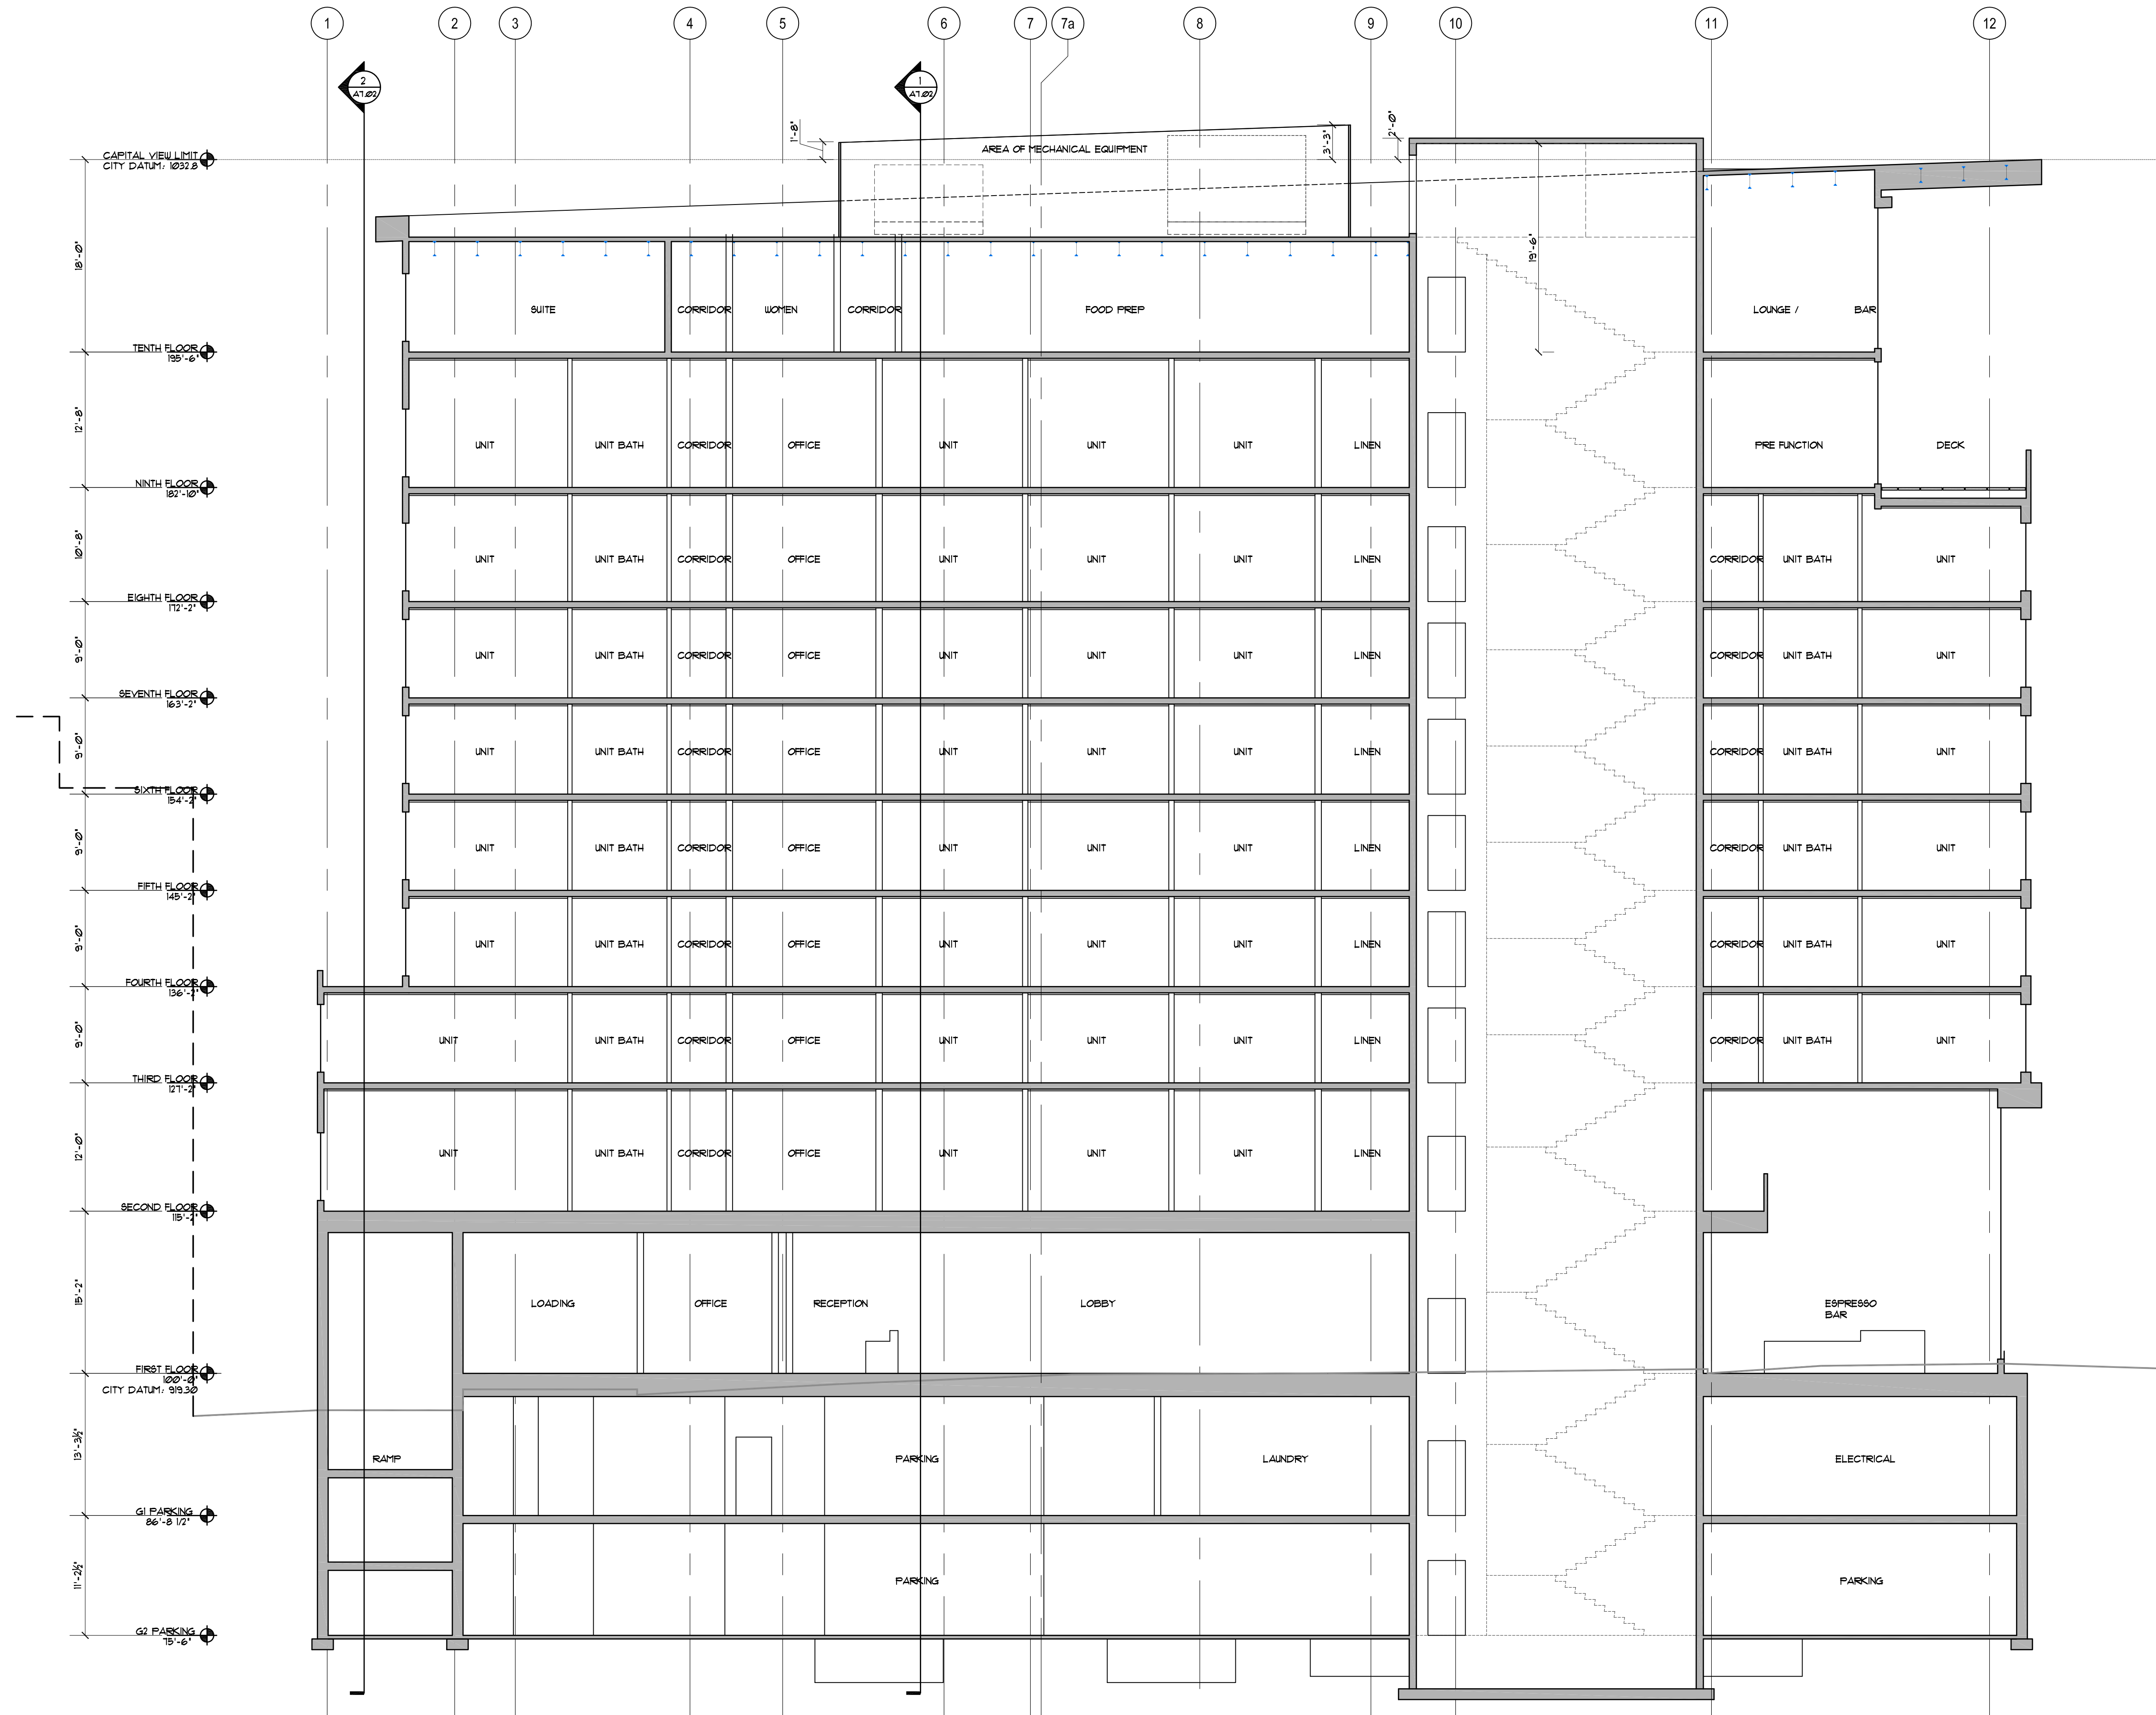 1 2 3 4 5 6 7 7a 8 9 10 11 12
2
A7.02
1
A7.02
1'-8"
AREA OF MECHANICAL EQUIPMENT
3'-3"
2'-0"
CAPITAL VIEW LIMIT
CITY DATUM: 1032.8
18'-0"
19'-6"
SUITE CORRIDOR WOMEN CORRIDOR FOOD PREP LOUNGE / BAR
TENTH FLOOR
195'-6"
12'-8"
UNIT UNIT BATH CORRIDOR OFFICE UNIT UNIT UNIT LINEN PRE FUNCTION DECK
NINTH FLOOR
182'-10"
10'-8"
UNIT UNIT BATH CORRIDOR OFFICE UNIT UNIT UNIT LINEN CORRIDOR UNIT BATH UNIT
EIGHTH FLOOR
172'-2"
9'-0"
UNIT UNIT BATH CORRIDOR OFFICE UNIT UNIT UNIT LINEN CORRIDOR UNIT BATH UNIT
SEVENTH FLOOR
163'-2"
9'-0"
UNIT UNIT BATH CORRIDOR OFFICE UNIT UNIT UNIT LINEN CORRIDOR UNIT BATH UNIT
SIXTH FLOOR
154'-2"
9'-0"
UNIT UNIT BATH CORRIDOR OFFICE UNIT UNIT UNIT LINEN CORRIDOR UNIT BATH UNIT
FIFTH FLOOR
145'-2"
9'-0"
UNIT UNIT BATH CORRIDOR OFFICE UNIT UNIT UNIT LINEN CORRIDOR UNIT BATH UNIT
FOURTH FLOOR
136'-2"
9'-0"
UNIT UNIT BATH CORRIDOR OFFICE UNIT UNIT UNIT LINEN CORRIDOR UNIT BATH UNIT
THIRD FLOOR
127'-2"
12'-0"
UNIT UNIT BATH CORRIDOR OFFICE UNIT UNIT UNIT LINEN
SECOND FLOOR
115'-2"
15'-2"
LOADING OFFICE RECEPTION LOBBY ESPRESSO
BAR
FIRST FLOOR
100'-0"
CITY DATUM: 919.30
13'-3½"
RAMP PARKING LAUNDRY ELECTRICAL
G1 PARKING
86'-8 1/2"
11'-2½"
PARKING PARKING
G2 PARKING
75'-6"